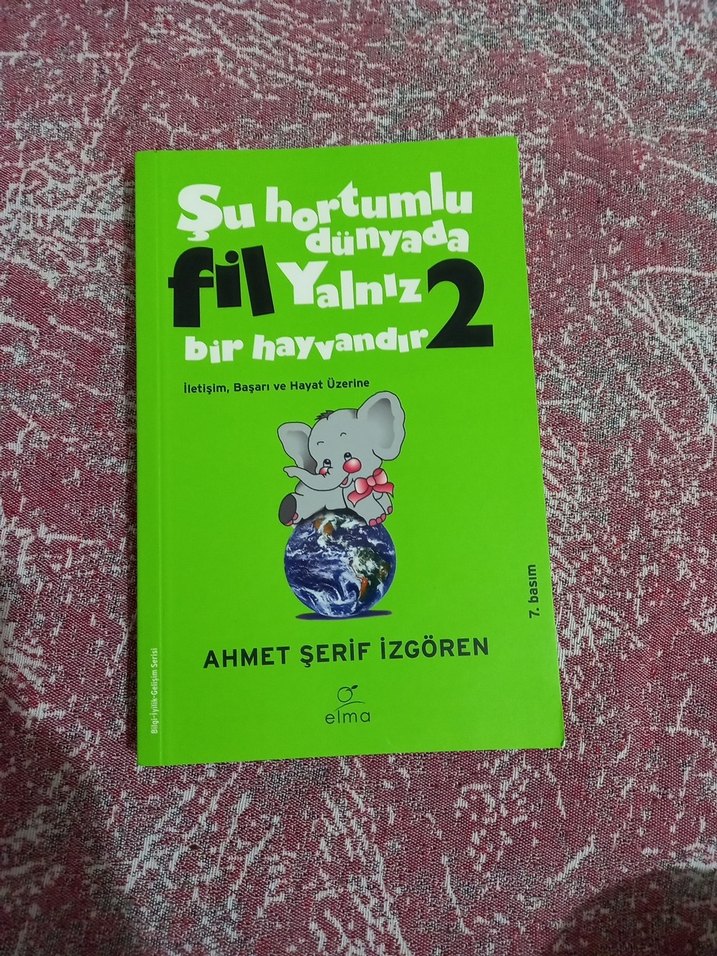 Şu hortumlu
dünyada
fil Yalnız 2
bir hayvandır
İletişim, Başarı ve Hayat Üzerine
7. basım
AHMET ŞERİF İZGÖREN
elma
Bilgi-İyilik-Gelişim Serisi